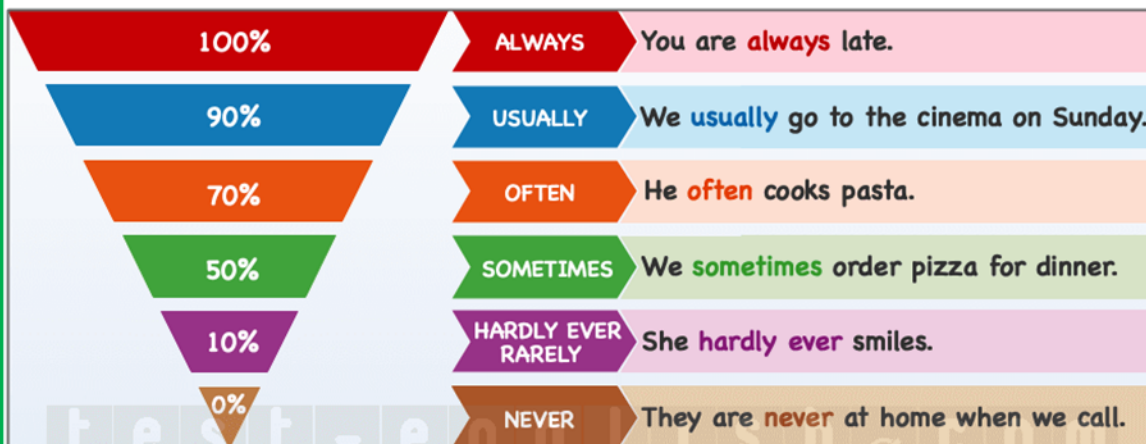 100% ALWAYS You are always late.
90% USUALLY We usually go to the cinema on Sunday.
70% OFTEN He often cooks pasta.
50% SOMETIMES We sometimes order pizza for dinner.
10% HARDLY EVER RARELY She hardly ever smiles.
0% NEVER They are never at home when we call.